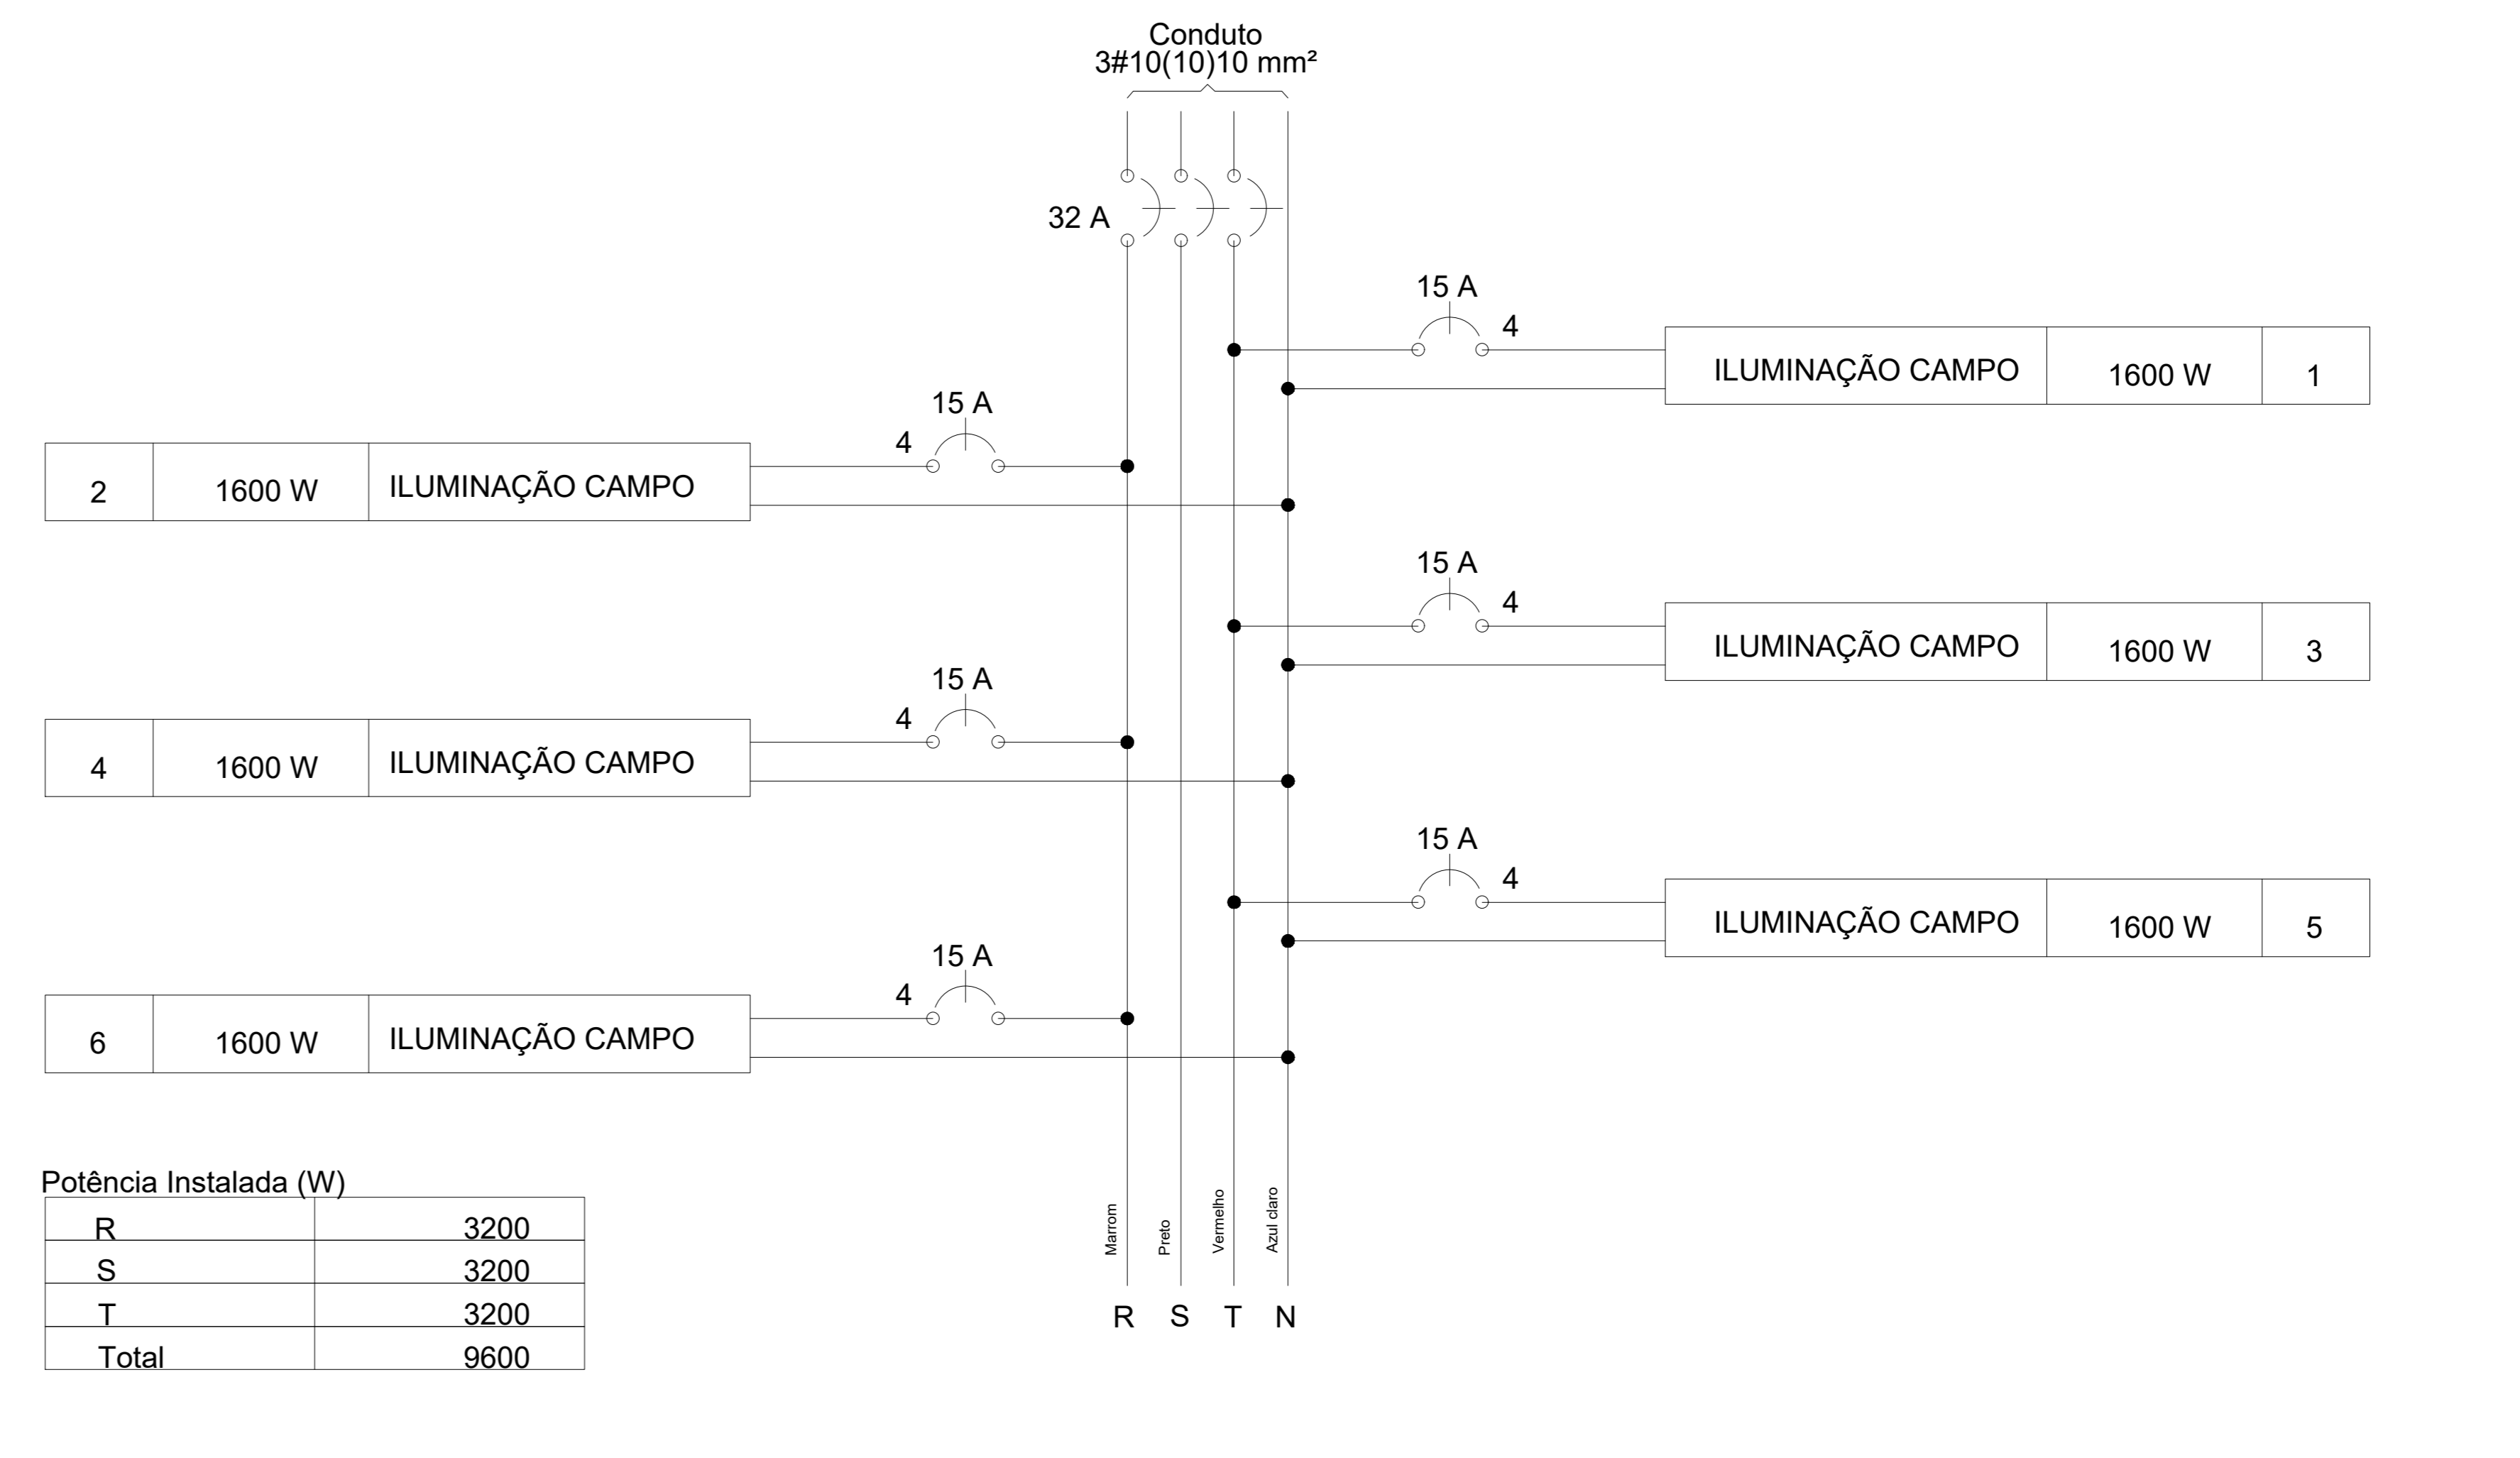 Conduto
3#10(10)10 mm²
32 A
15 A
4
ILUMINAÇÃO CAMPO 1600 W 1
15 A
4
2 1600 W ILUMINAÇÃO CAMPO
15 A
4
ILUMINAÇÃO CAMPO 1600 W 3
15 A
4
4 1600 W ILUMINAÇÃO CAMPO
15 A
4
ILUMINAÇÃO CAMPO 1600 W 5
15 A
4
6 1600 W ILUMINAÇÃO CAMPO
Potência Instalada (W)
R 3200
S 3200
T 3200
Total 9600
Marrom
Preto
Vermelho
Azul claro
R S T N